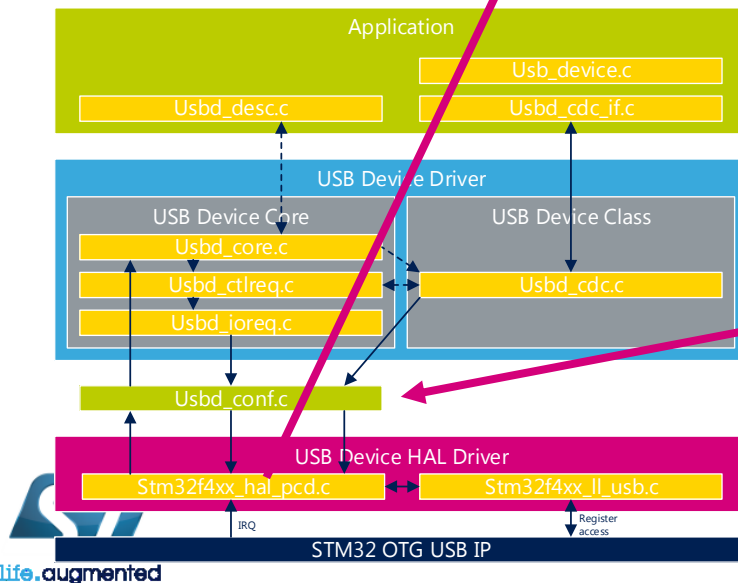 Application
Usb_device.c
Usbd_desc.c
Usbd_cdc_if.c
USB Device Driver
USB Device Core
USB Device Class
Usbd_core.c
Usbd_ctlreq.c
Usbd_cdc.c
Usbd_ioreq.c
Usbd_conf.c
USB Device HAL Driver
Stm32f4xx_hal_pcd.c
Stm32f4xx_ll_usb.c
IRQ
Register
access
STM32 OTG USB IP
life.augmented